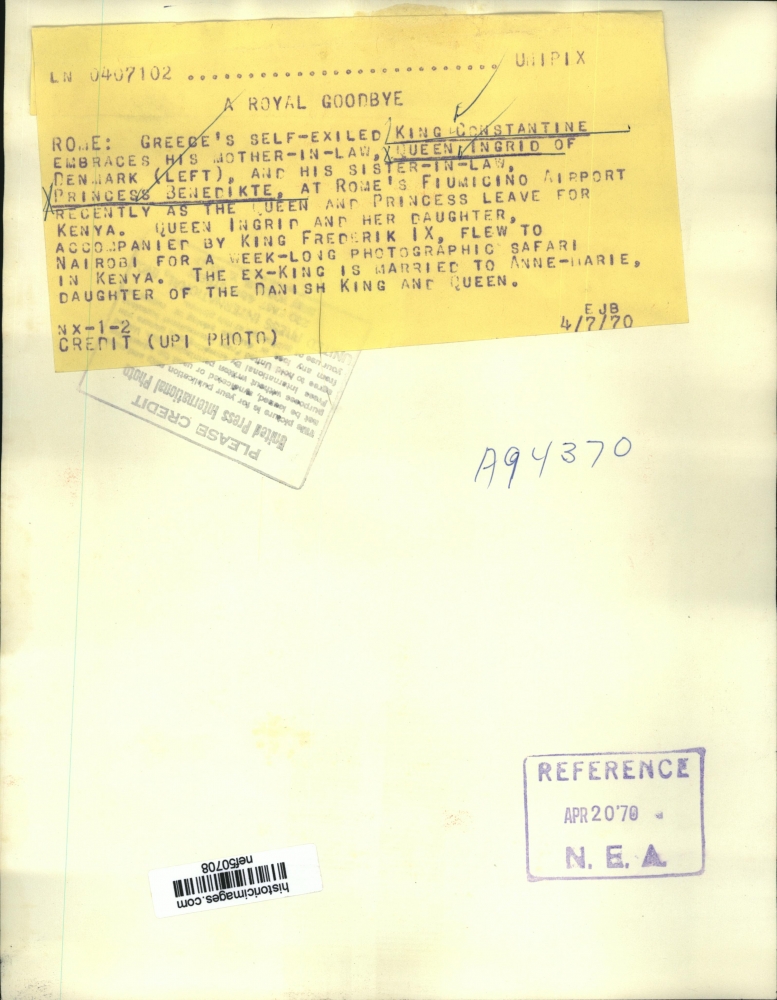 LN 0407102 .............................. UNIPIX
A ROYAL GOODBYE
ROME: GREECE'S SELF-EXILED KING CONSTANTINE
EMBRACES HIS MOTHER-IN-LAW, QUEEN INGRID OF
DENMARK (LEFT), AND HIS SISTER-IN-LAW,
PRINCESS BENEDIKTE, AT ROME'S FIUMICINO AIRPORT
RECENTLY AS THE QUEEN AND PRINCESS LEAVE FOR
KENYA. QUEEN INGRID AND HER DAUGHTER,
ACCOMPANIED BY KING FREDERIK IX, FLEW TO
NAIROBI FOR A WEEK-LONG PHOTOGRAPHIC SAFARI
IN KENYA. THE EX-KING IS MARRIED TO ANNE-MARIE,
DAUGHTER OF THE DANISH KING AND QUEEN.
EJB
NX-1-2 4/7/70
CREDIT (UPI PHOTO)
PLEASE CREDIT
United Press International Photo
A94370
REFERENCE
APR 20'70
N. E. A.
historicimages.com
nef50708